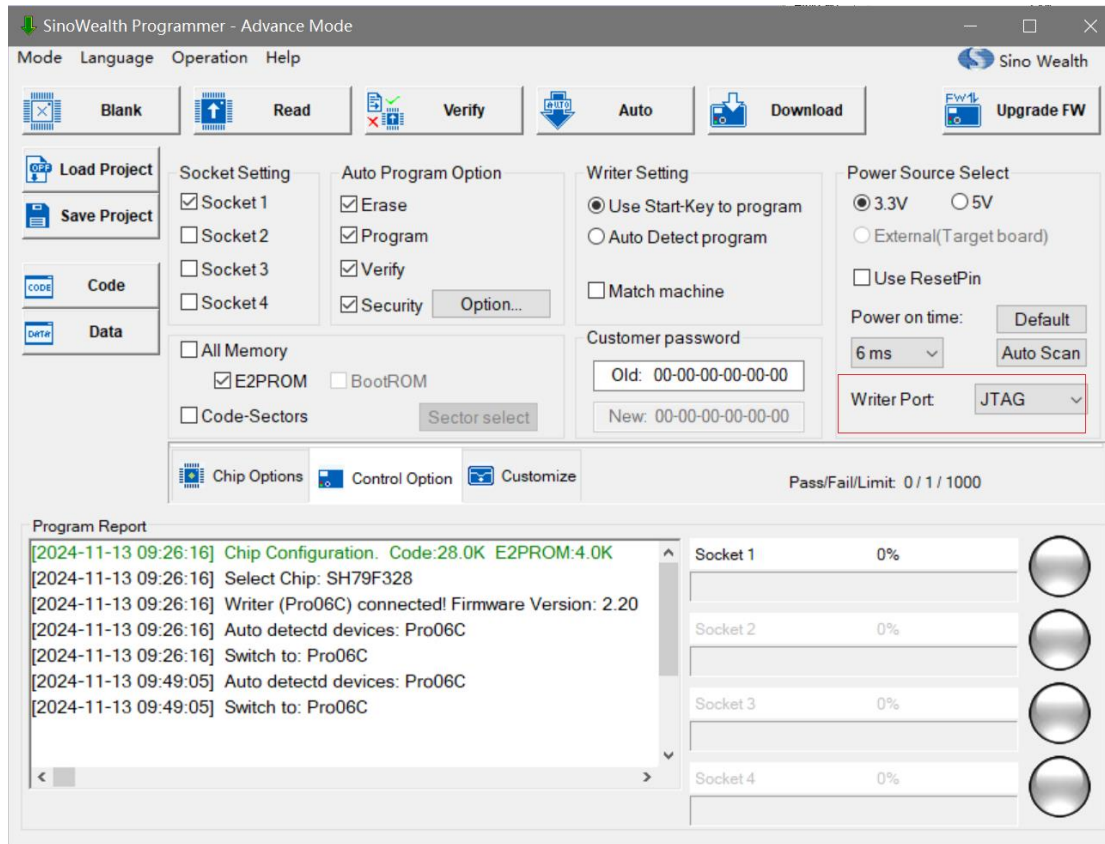 SinoWealth Programmer - Advance Mode
Mode Language Operation Help
Sino Wealth
Blank Read Verify Auto Download Upgrade FW
Load Project
Save Project
Code
Data
Socket Setting
Socket 1
Socket 2
Socket 3
Socket 4
Auto Program Option
Erase
Program
Verify
Security Option...
All Memory
E2PROM BootROM
Code-Sectors Sector select
Writer Setting
Use Start-Key to program
Auto Detect program
Match machine
Customer password
Old: 00-00-00-00-00-00
New: 00-00-00-00-00-00
Power Source Select
3.3V 5V
External(Target board)
Use ResetPin
Power on time: Default
6 ms Auto Scan
Writer Port: JTAG
Chip Options Control Option Customize
Pass/Fail/Limit: 0 / 1 / 1000
Program Report
[2024-11-13 09:26:16] Chip Configuration. Code:28.0K E2PROM:4.0K
[2024-11-13 09:26:16] Select Chip: SH79F328
[2024-11-13 09:26:16] Writer (Pro06C) connected! Firmware Version: 2.20
[2024-11-13 09:26:16] Auto detectd devices: Pro06C
[2024-11-13 09:26:16] Switch to: Pro06C
[2024-11-13 09:49:05] Auto detectd devices: Pro06C
[2024-11-13 09:49:05] Switch to: Pro06C
Socket 1 0%
Socket 2 0%
Socket 3 0%
Socket 4 0%